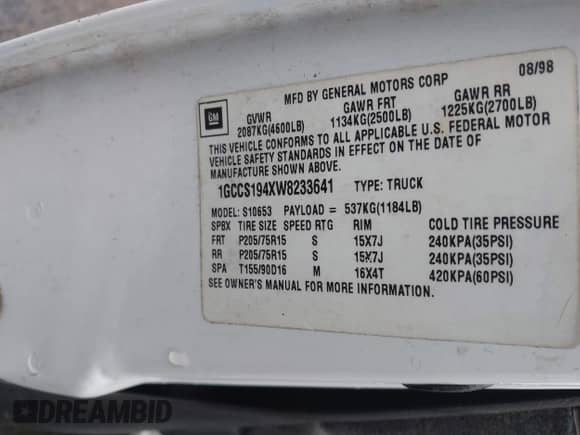 MFD BY GENERAL MOTORS CORP 08/98
GM GVWR GAWR FRT GAWR RR
2087KG(4600LB) 1134KG(2500LB) 1225KG(2700LB)
THIS VEHICLE CONFORMS TO ALL APPLICABLE U.S. FEDERAL MOTOR
VEHICLE SAFETY STANDARDS IN EFFECT ON THE DATE OF
MANUFACTURE SHOWN ABOVE.
1GCCS194XW8233641 TYPE: TRUCK
MODEL: S10653 PAYLOAD = 537KG(1184LB)
SPBX TIRE SIZE SPEED RTG RIM COLD TIRE PRESSURE
FRT P205/75R15 S 15X7J 240KPA(35PSI)
RR P205/75R15 S 15X7J 240KPA(35PSI)
SPA T155/90D16 M 16X4T 420KPA(60PSI)
SEE OWNER'S MANUAL FOR MORE INFORMATION.
DREAMBID